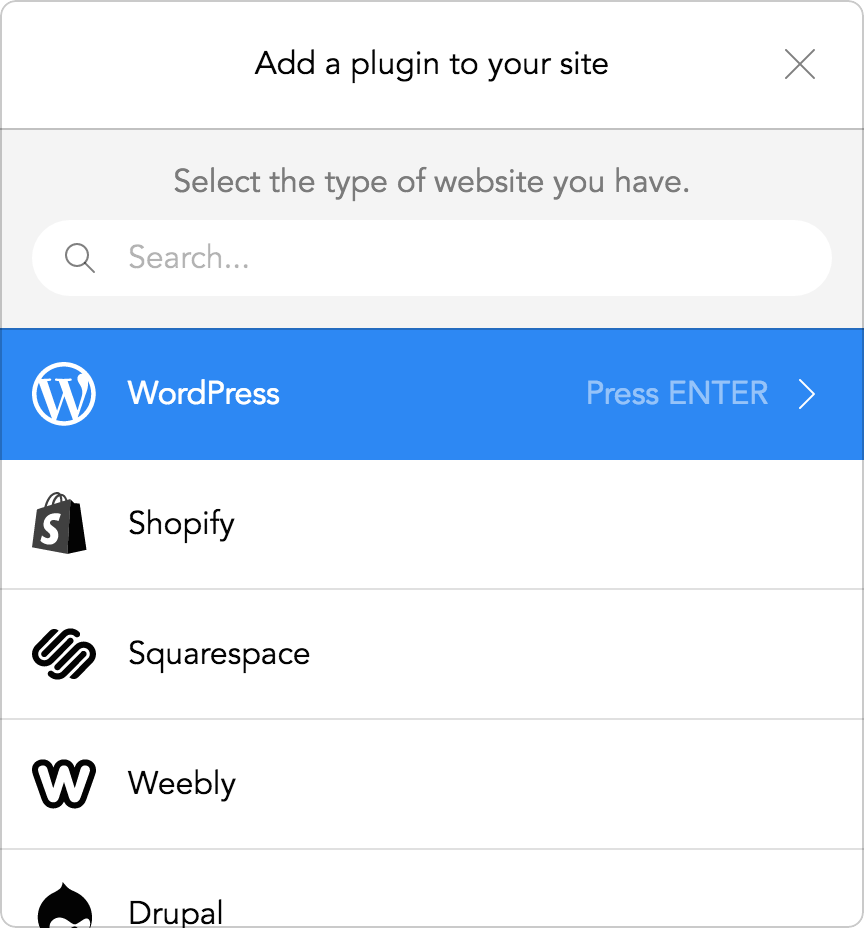 Add a plugin to your site
Select the type of website you have.
Search...
WordPress Press ENTER
Shopify
Squarespace
Weebly
Drupal